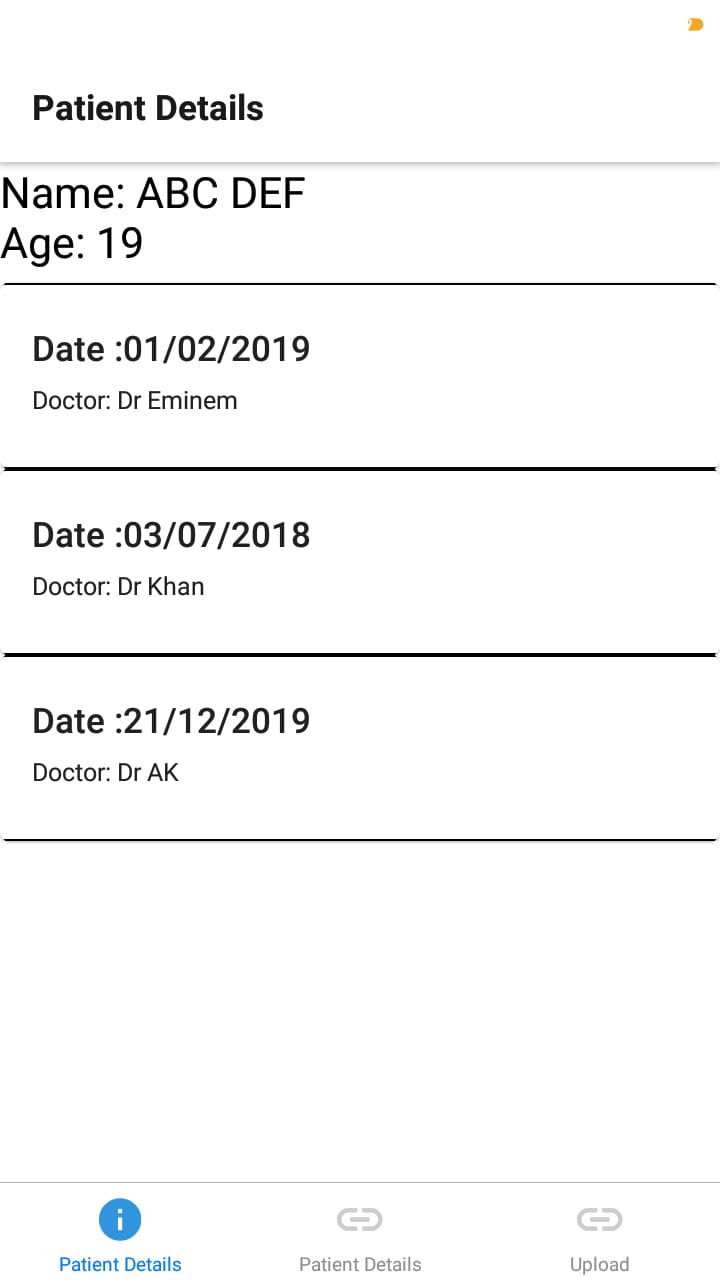 Patient Details
Name: ABC DEF
Age: 19
Date :01/02/2019
Doctor: Dr Eminem
Date :03/07/2018
Doctor: Dr Khan
Date :21/12/2019
Doctor: Dr AK
Patient Details
Patient Details
Upload